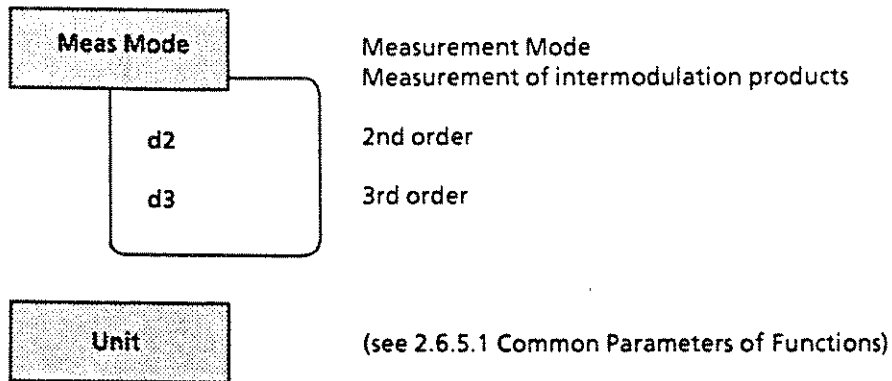 Meas Mode Measurement Mode
Measurement of intermodulation products
d2 2nd order
d3 3rd order
Unit (see 2.6.5.1 Common Parameters of Functions)